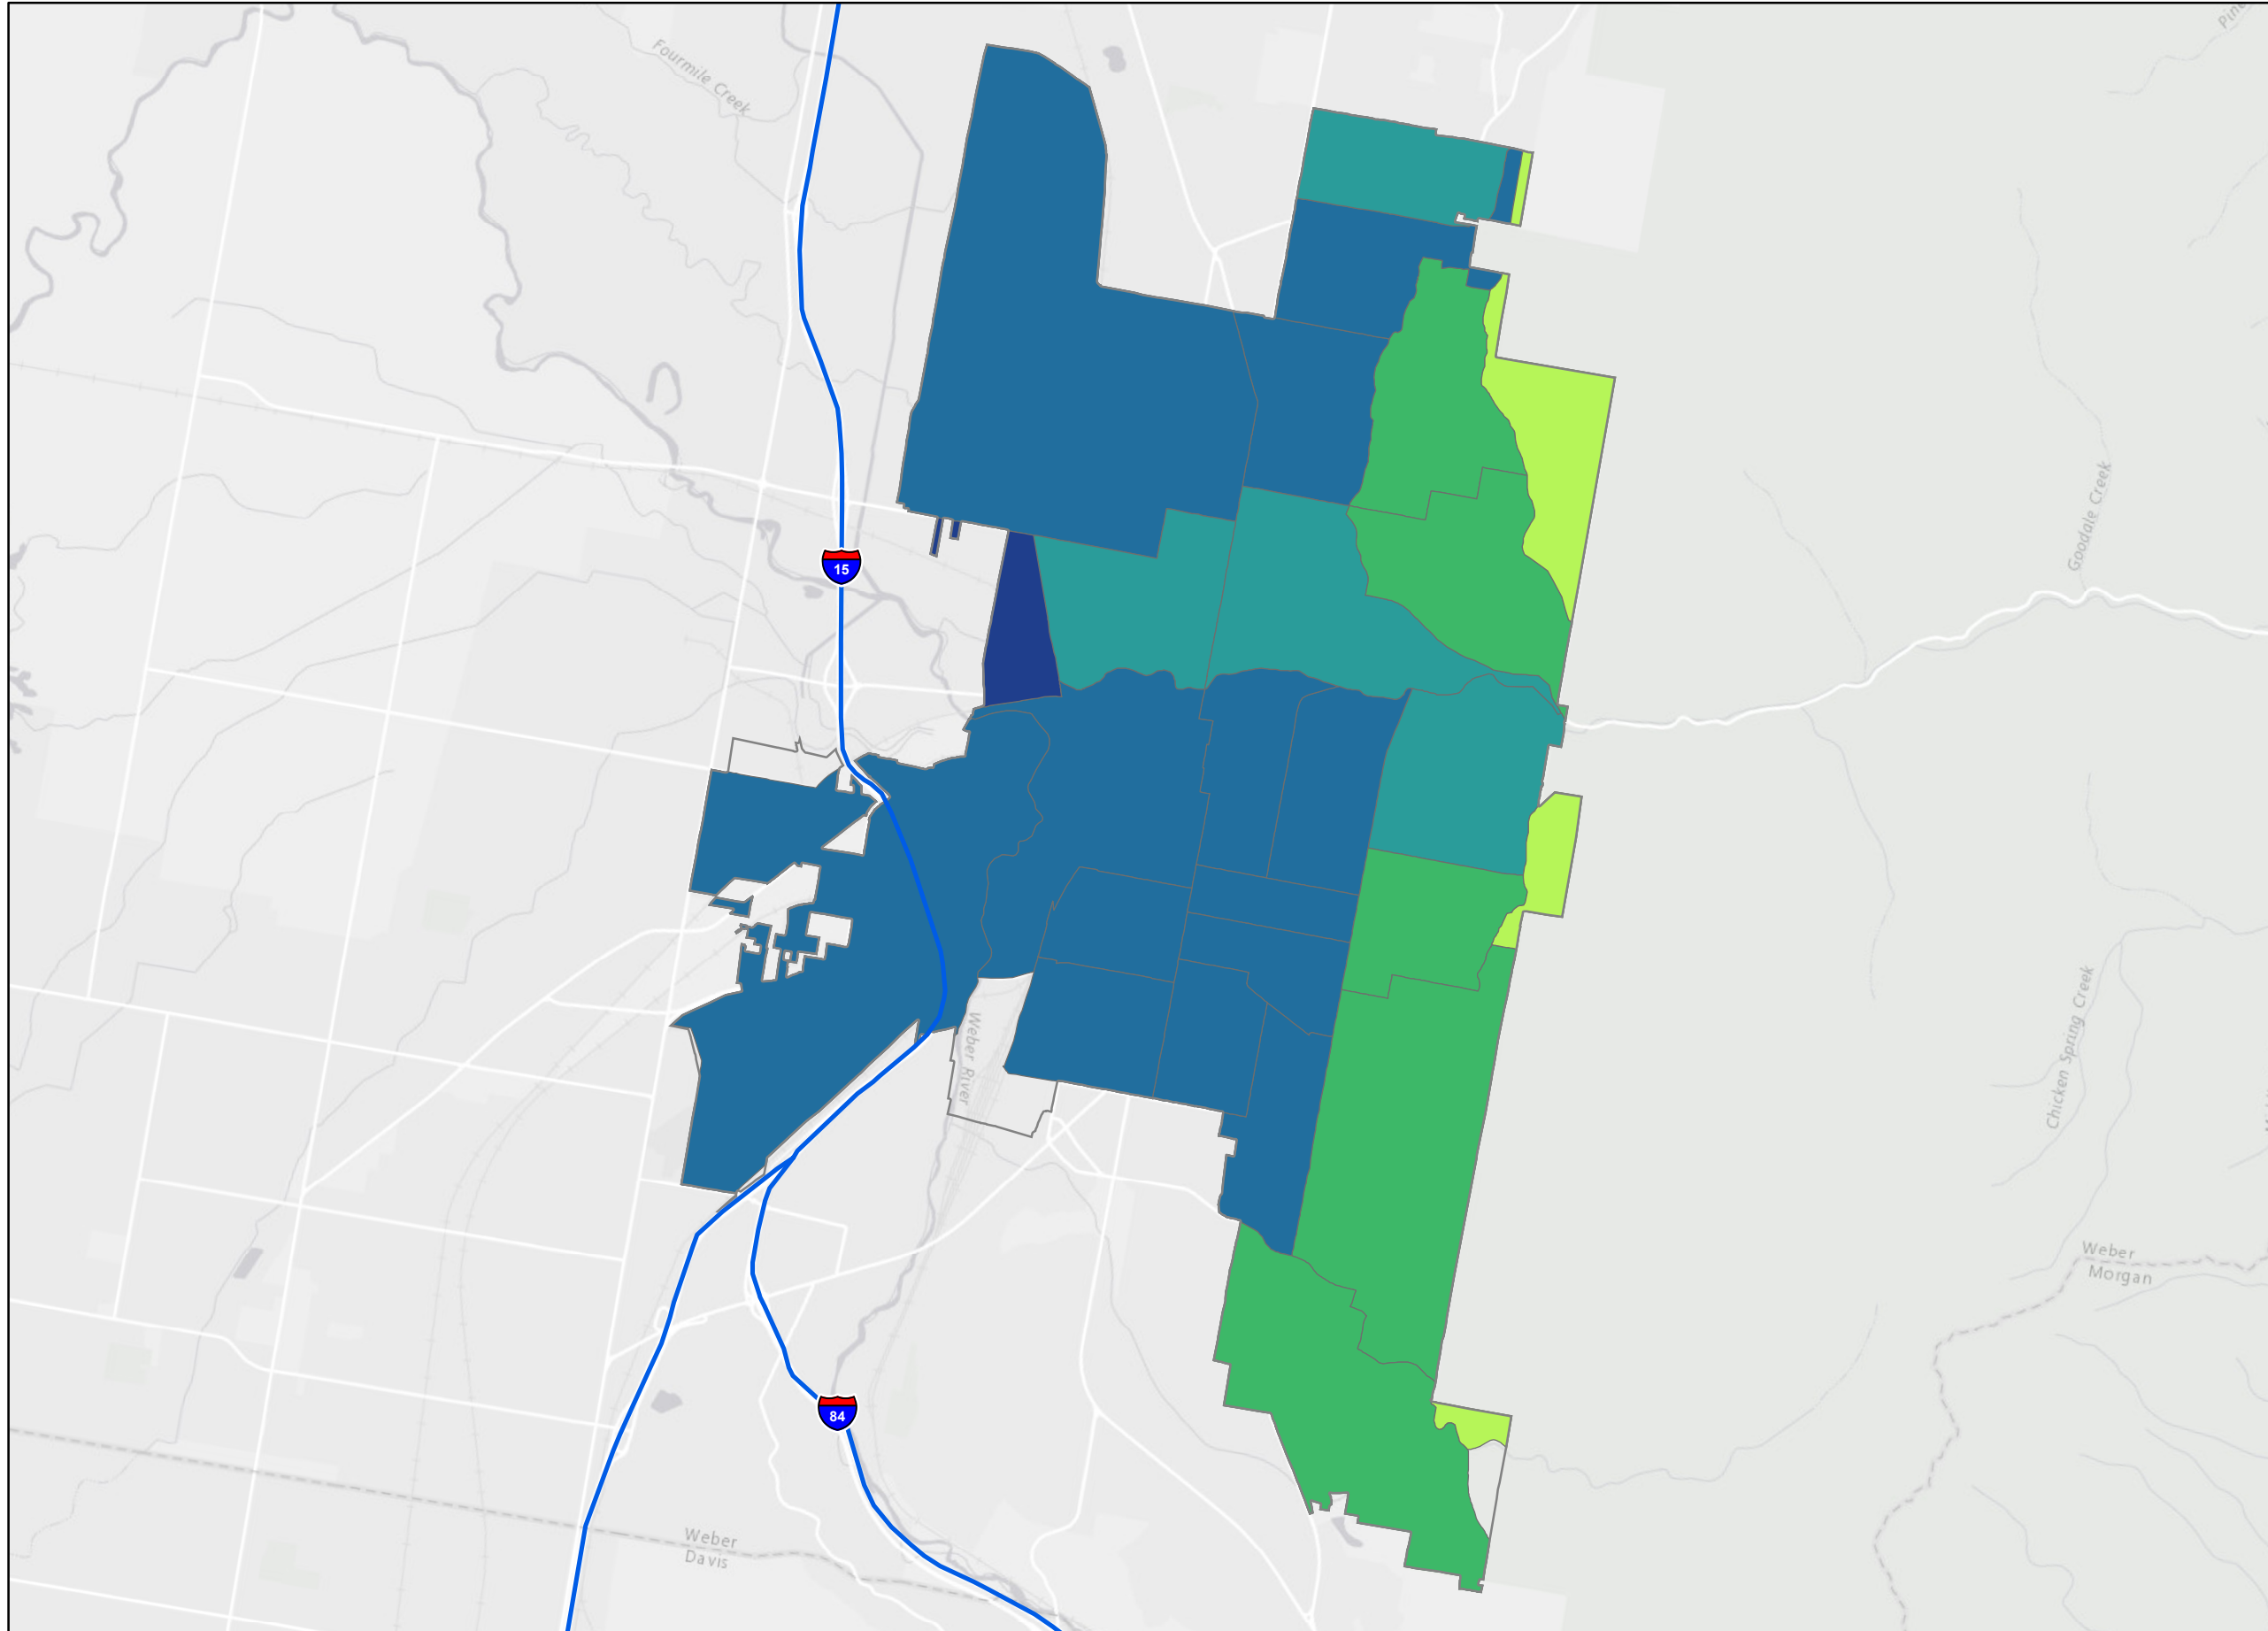 Fourmile Creek
15
Goodale Creek
Weber River
Chicken Spring Creek
Weber
Morgan
84
Weber
Davis